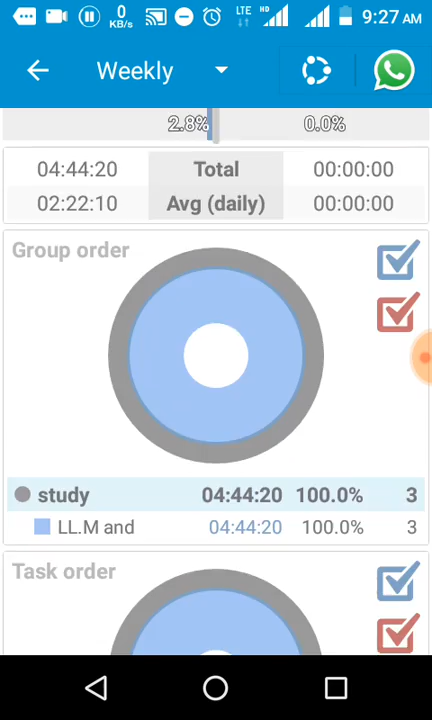 0 KB/s LTE HD 9:27 AM
Weekly
2.8% 0.0%
04:44:20 Total 00:00:00
02:22:10 Avg (daily) 00:00:00
Group order
study 04:44:20 100.0% 3
LL.M and 04:44:20 100.0% 3
Task order